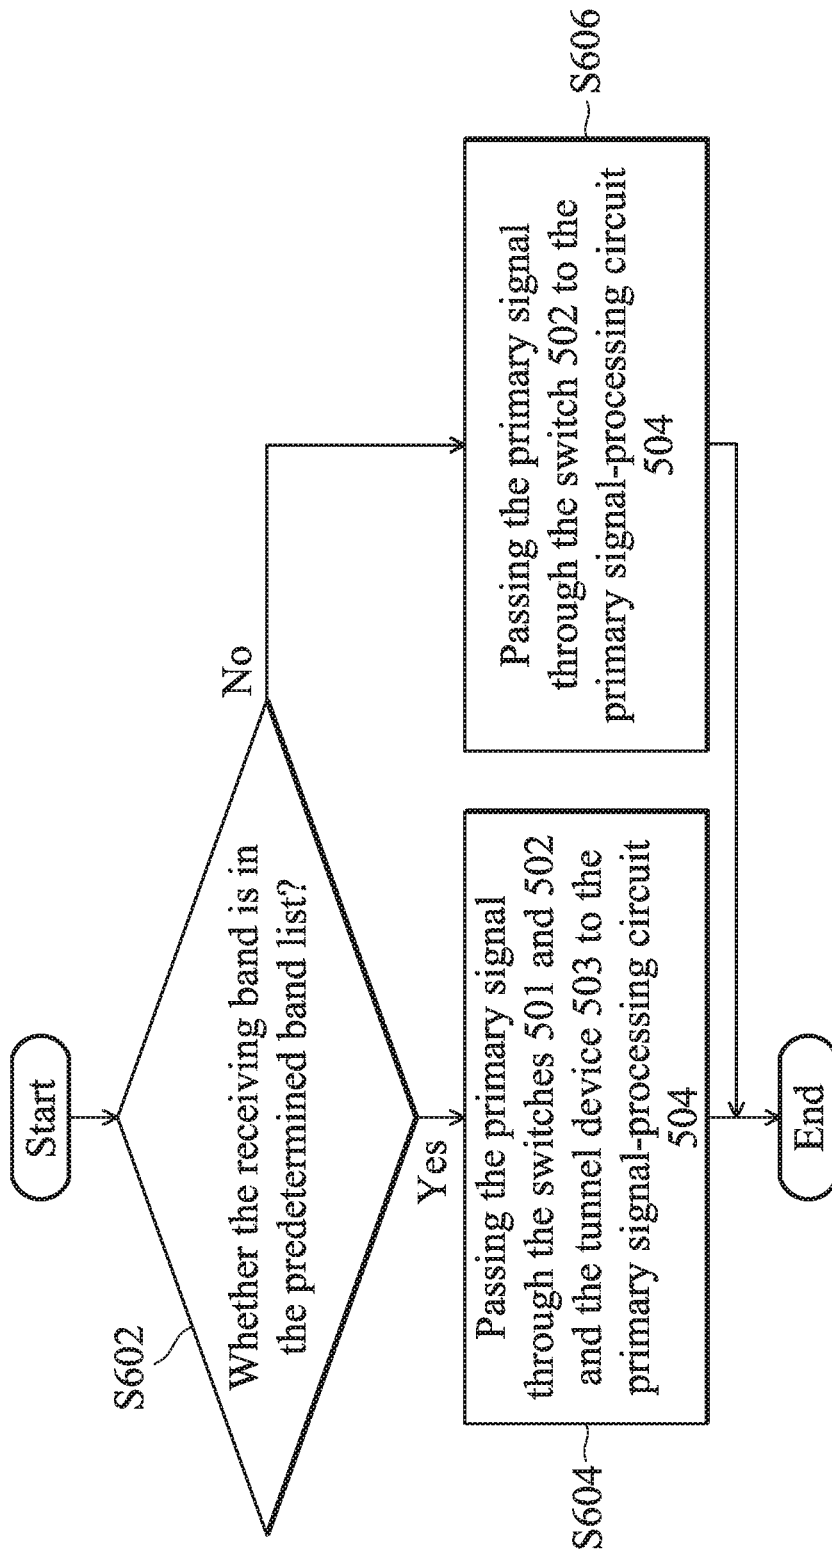 Start
S602
Whether the receiving band is in
the predetermined band list?
No
Yes
S604
Passing the primary signal
through the switches 501 and 502
and the tunnel device 503 to the
primary signal-processing circuit
504
Passing the primary signal
through the switch 502 to the
primary signal-processing circuit
504
S606
End